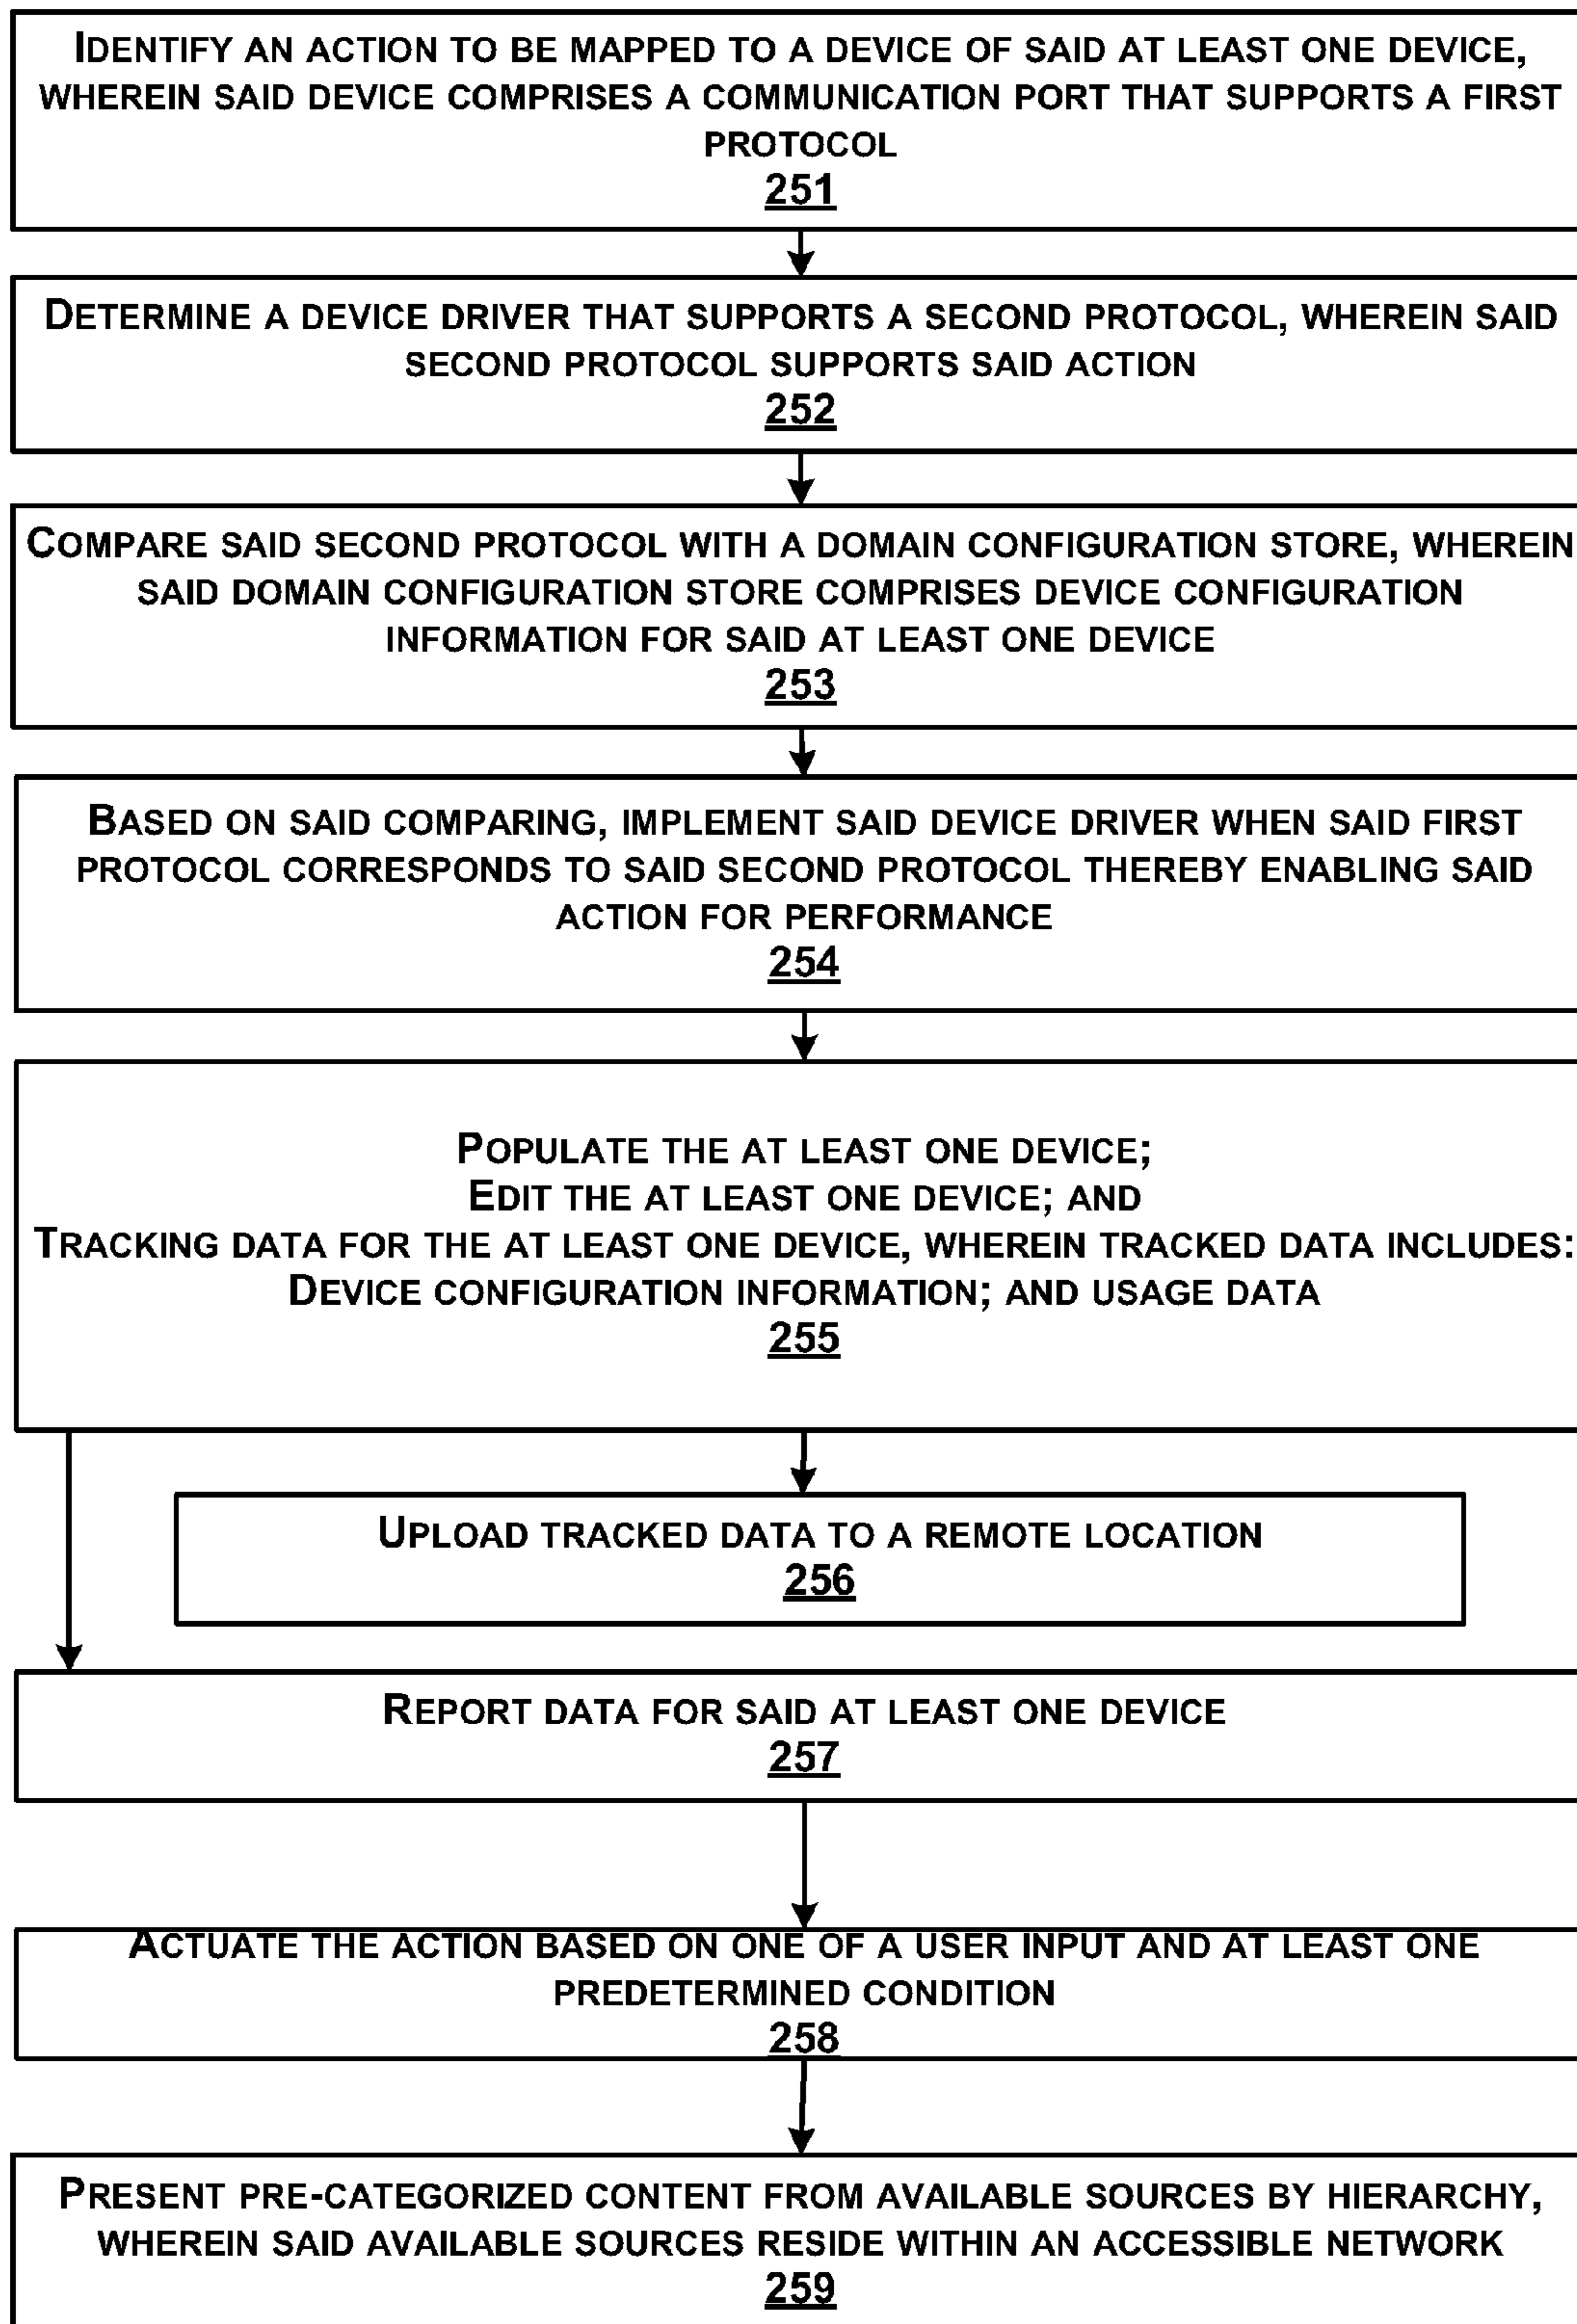 IDENTIFY AN ACTION TO BE MAPPED TO A DEVICE OF SAID AT LEAST ONE DEVICE,
WHEREIN SAID DEVICE COMPRISES A COMMUNICATION PORT THAT SUPPORTS A FIRST
PROTOCOL
251
DETERMINE A DEVICE DRIVER THAT SUPPORTS A SECOND PROTOCOL, WHEREIN SAID
SECOND PROTOCOL SUPPORTS SAID ACTION
252
COMPARE SAID SECOND PROTOCOL WITH A DOMAIN CONFIGURATION STORE, WHEREIN
SAID DOMAIN CONFIGURATION STORE COMPRISES DEVICE CONFIGURATION
INFORMATION FOR SAID AT LEAST ONE DEVICE
253
BASED ON SAID COMPARING, IMPLEMENT SAID DEVICE DRIVER WHEN SAID FIRST
PROTOCOL CORRESPONDS TO SAID SECOND PROTOCOL THEREBY ENABLING SAID
ACTION FOR PERFORMANCE
254
POPULATE THE AT LEAST ONE DEVICE;
EDIT THE AT LEAST ONE DEVICE; AND
TRACKING DATA FOR THE AT LEAST ONE DEVICE, WHEREIN TRACKED DATA INCLUDES:
DEVICE CONFIGURATION INFORMATION; AND USAGE DATA
255
UPLOAD TRACKED DATA TO A REMOTE LOCATION
256
REPORT DATA FOR SAID AT LEAST ONE DEVICE
257
ACTUATE THE ACTION BASED ON ONE OF A USER INPUT AND AT LEAST ONE
PREDETERMINED CONDITION
258
PRESENT PRE-CATEGORIZED CONTENT FROM AVAILABLE SOURCES BY HIERARCHY,
WHEREIN SAID AVAILABLE SOURCES RESIDE WITHIN AN ACCESSIBLE NETWORK
259